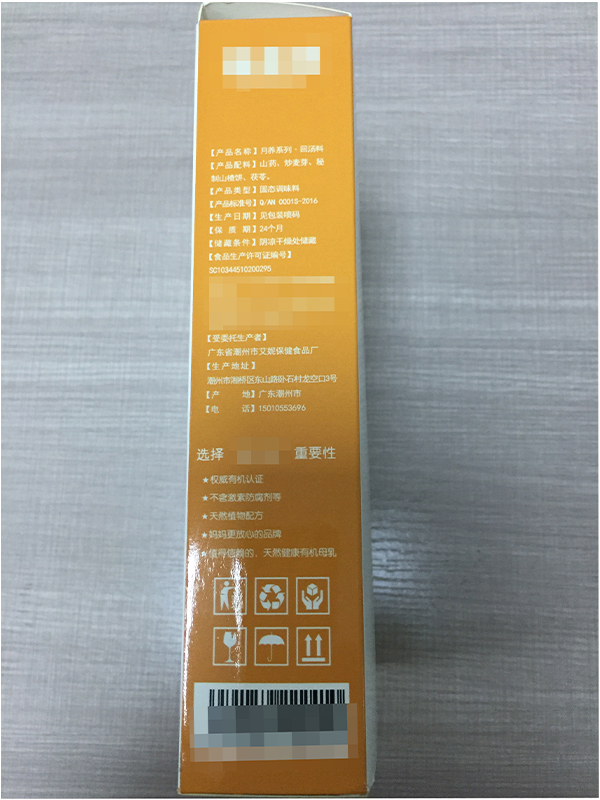 【产品名称】月养系列·回汤料
【产品配料】山药、炒麦芽、秘
制山楂饼、茯苓。
【产品类型】固态调味料
【产品标准号】Q/AN 0001S-2016
【生产日期】见包装喷码
【保 质 期】24个月
【储藏条件】阴凉干燥处储藏
【食品生产许可证编号】
SC10344510200295
【受委托生产者】
广东省潮州市艾妮保健食品厂
【生产地址】
潮州市湘桥区东山路卧石村龙空口3号
【产 地】广东潮州市
【电 话】15010553696
选择 重要性
★权威有机认证
★不含激素防腐剂等
★天然植物配方
★妈妈更放心的品牌
★值得信赖的、天然健康有机母乳